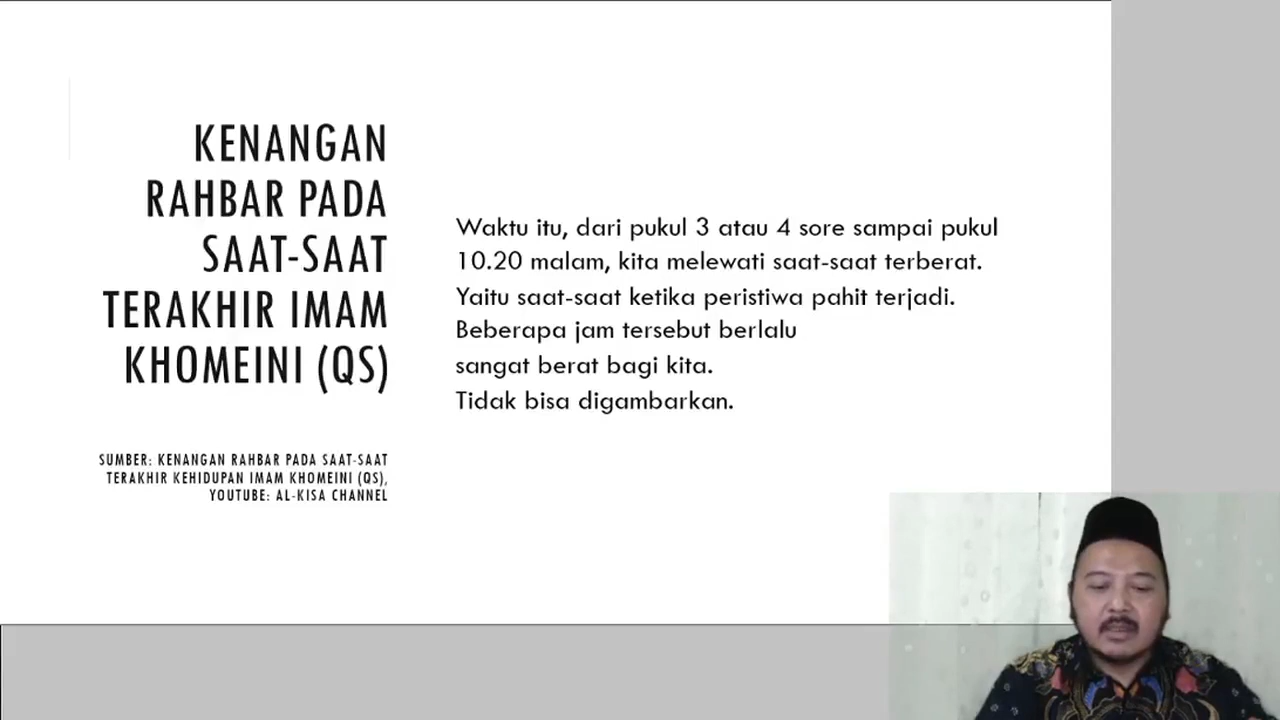 KENANGAN
RAHBAR PADA
SAAT-SAAT
TERAKHIR IMAM
KHOMEINI (QS)
SUMBER: KENANGAN RAHBAR PADA SAAT-SAAT
TERAKHIR KEHIDUPAN IMAM KHOMEINI (QS),
YOUTUBE: AL-KISA CHANNEL
Waktu itu, dari pukul 3 atau 4 sore sampai pukul
10.20 malam, kita melewati saat-saat terberat.
Yaitu saat-saat ketika peristiwa pahit terjadi.
Beberapa jam tersebut berlalu
sangat berat bagi kita.
Tidak bisa digambarkan.